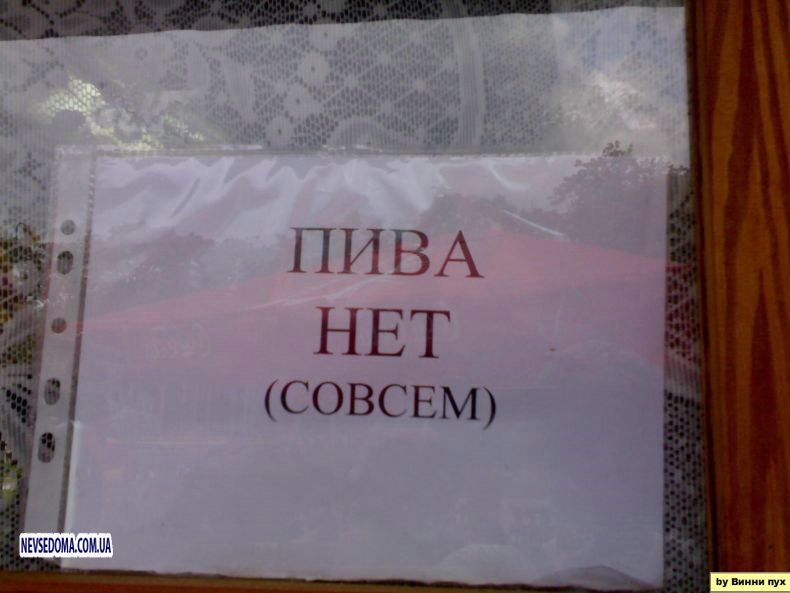 ПИВА
НЕТ
(СОВСЕМ)
NEVSEDOMA.COM.UA
by Винни пух